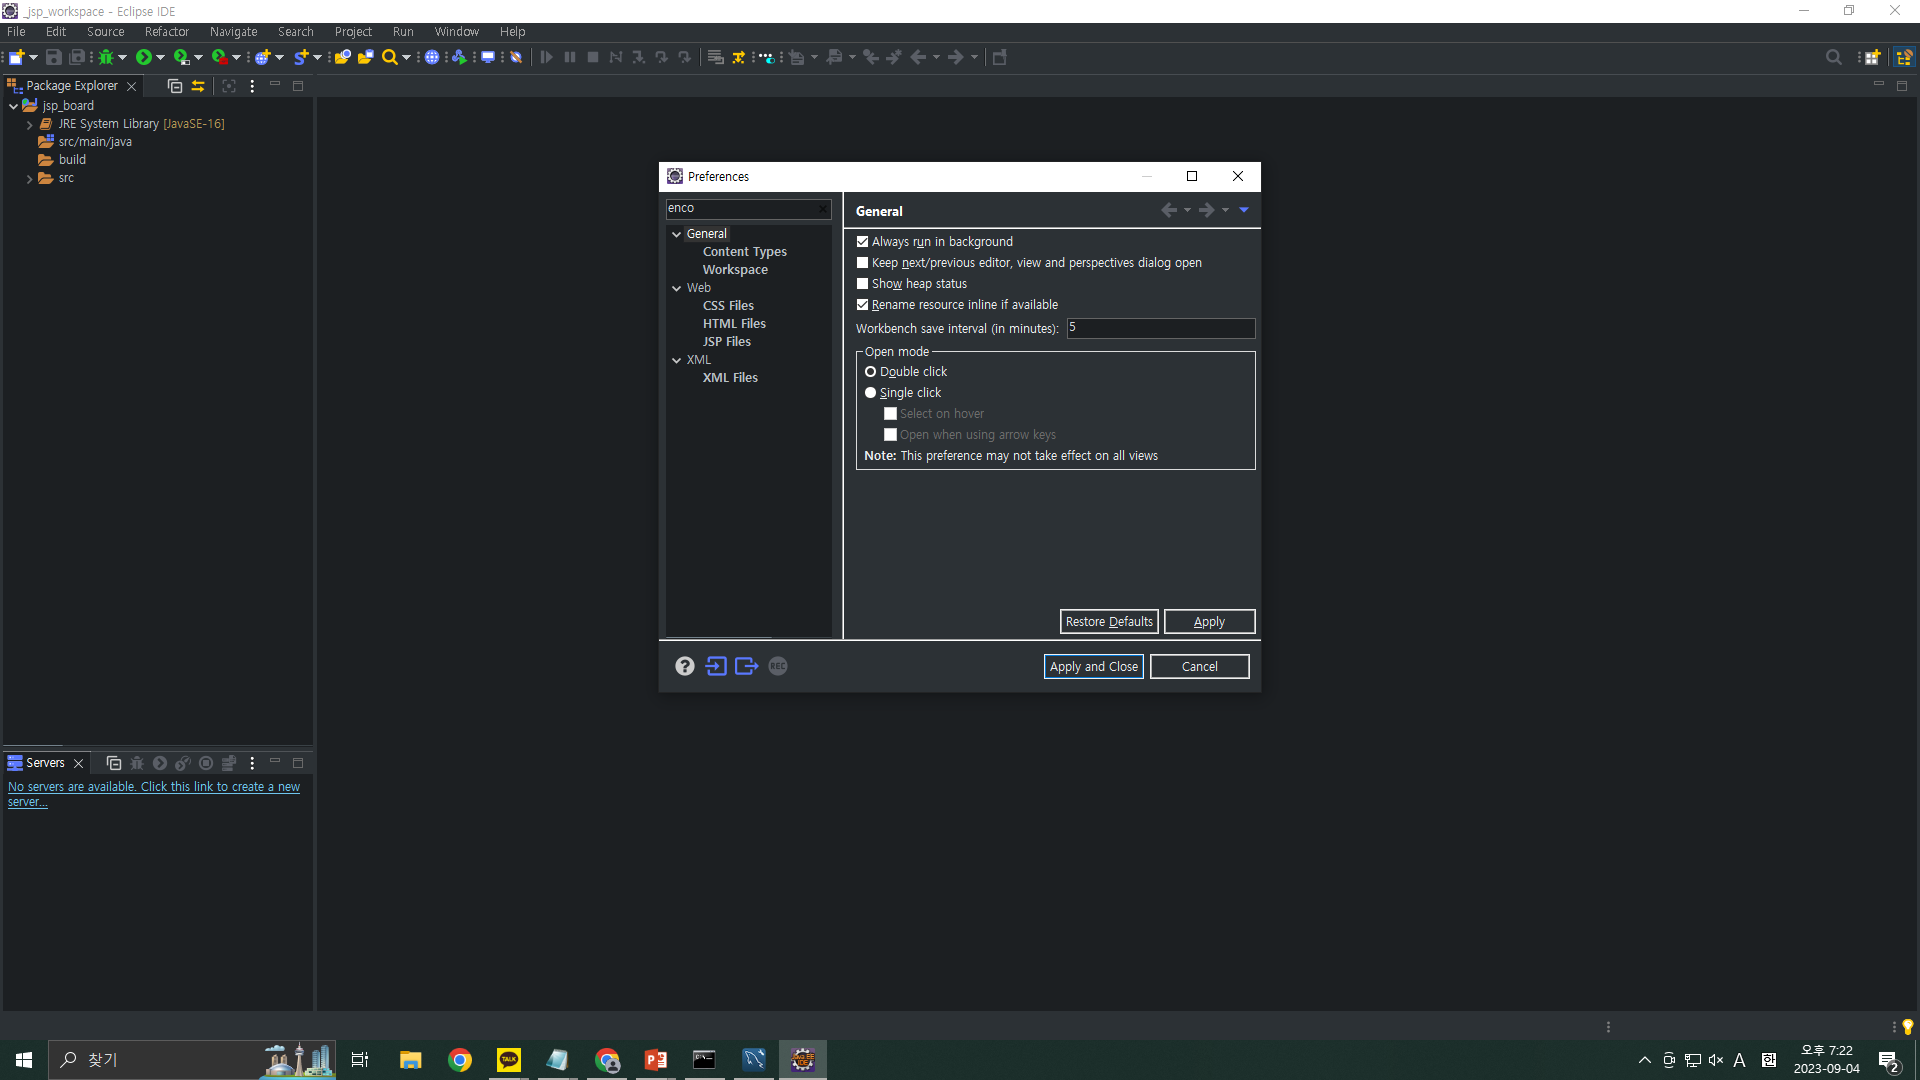 _jsp_workspace - Eclipse IDE
File Edit Source Refactor Navigate Search Project Run Window Help
Package Explorer
jsp_board
JRE System Library [JavaSE-16]
src/main/java
build
src
Preferences
enco
General
Content Types
Workspace
Web
CSS Files
HTML Files
JSP Files
XML
XML Files
General
Always run in background
Keep next/previous editor, view and perspectives dialog open
Show heap status
Rename resource inline if available
Workbench save interval (in minutes): 5
Open mode
Double click
Single click
Select on hover
Open when using arrow keys
Note: This preference may not take effect on all views
Restore Defaults Apply
REC
Apply and Close Cancel
Servers
No servers are available. Click this link to create a new
server...
찾기
TALK
A
오후 7:22
2023-09-04
2